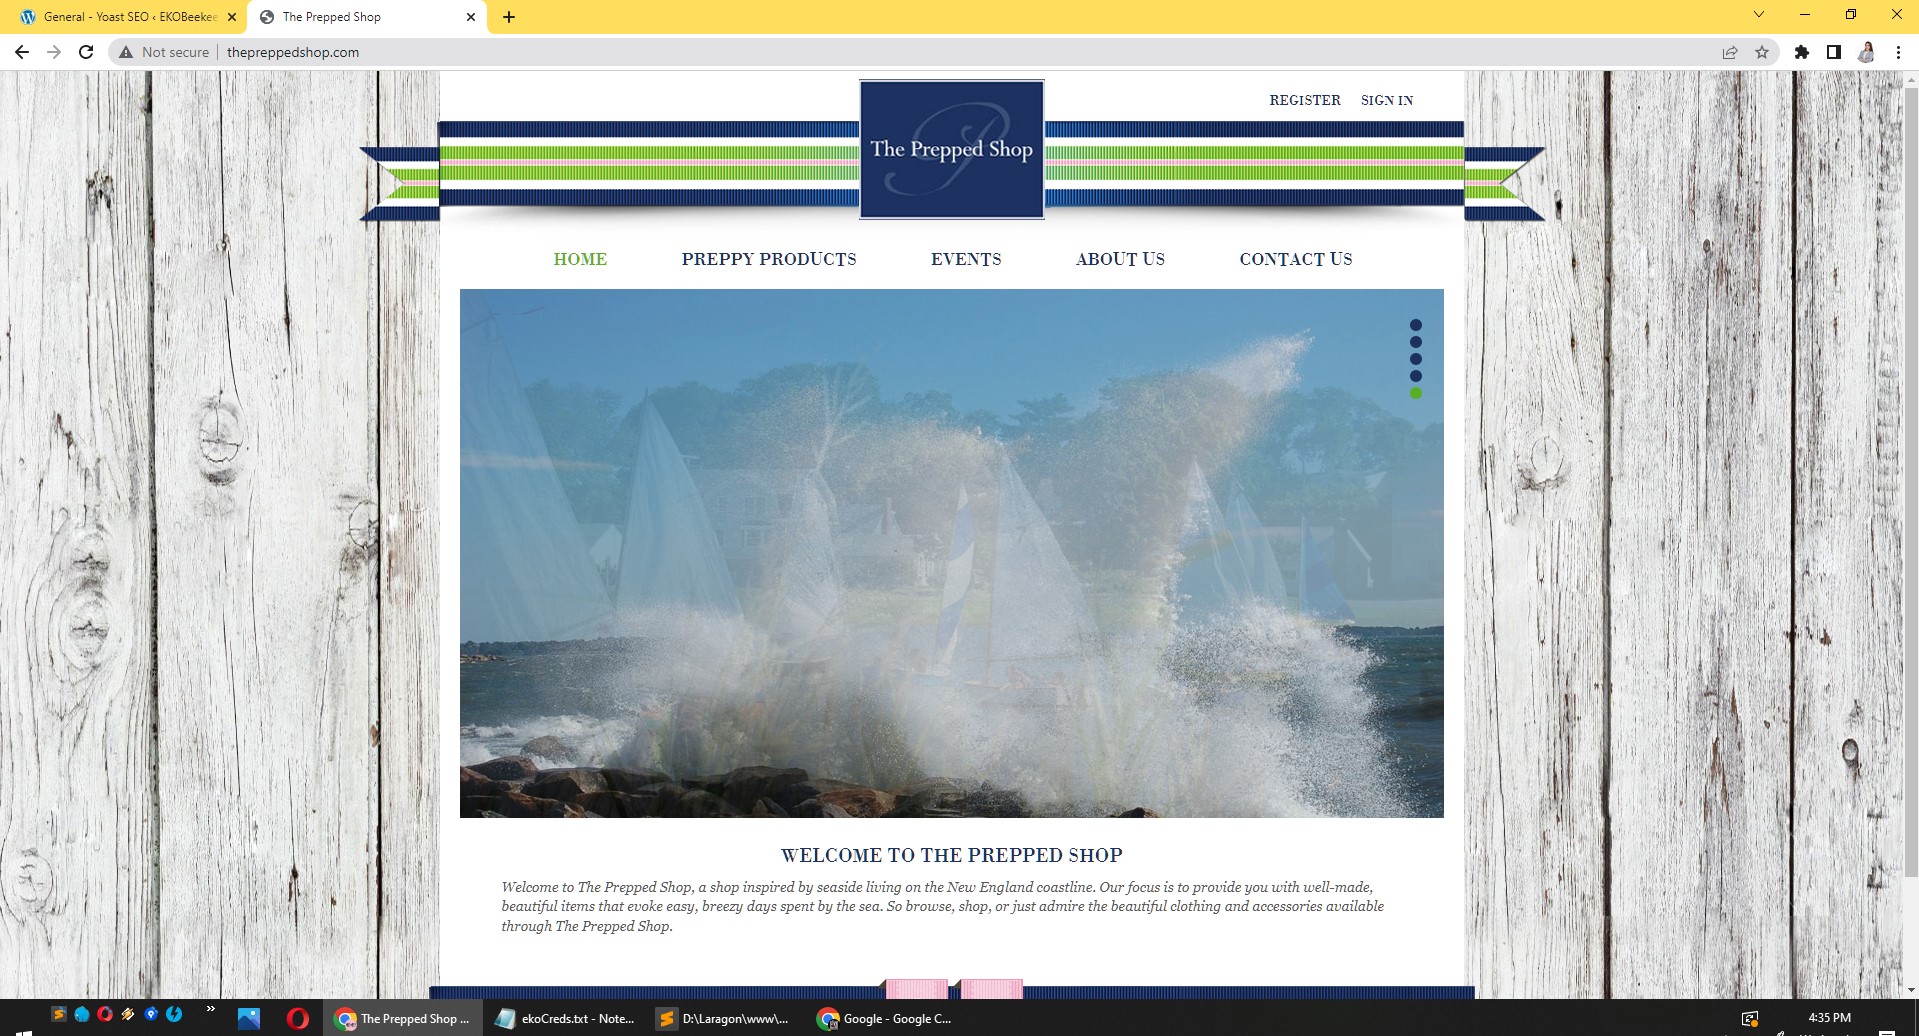 General - Yoast SEO ‹ EKOBeekee
The Prepped Shop
Not secure
thepreppedshop.com
REGISTER SIGN IN
The Prepped Shop
HOME PREPPY PRODUCTS EVENTS ABOUT US CONTACT US
WELCOME TO THE PREPPED SHOP
Welcome to The Prepped Shop, a shop inspired by seaside living on the New England coastline. Our focus is to provide you with well-made,
beautiful items that evoke easy, breezy days spent by the sea. So browse, shop, or just admire the beautiful clothing and accessories available
through The Prepped Shop.
The Prepped Shop ...
ekoCreds.txt - Note...
D:\Laragon\www\...
Google - Google C...
4:35 PM